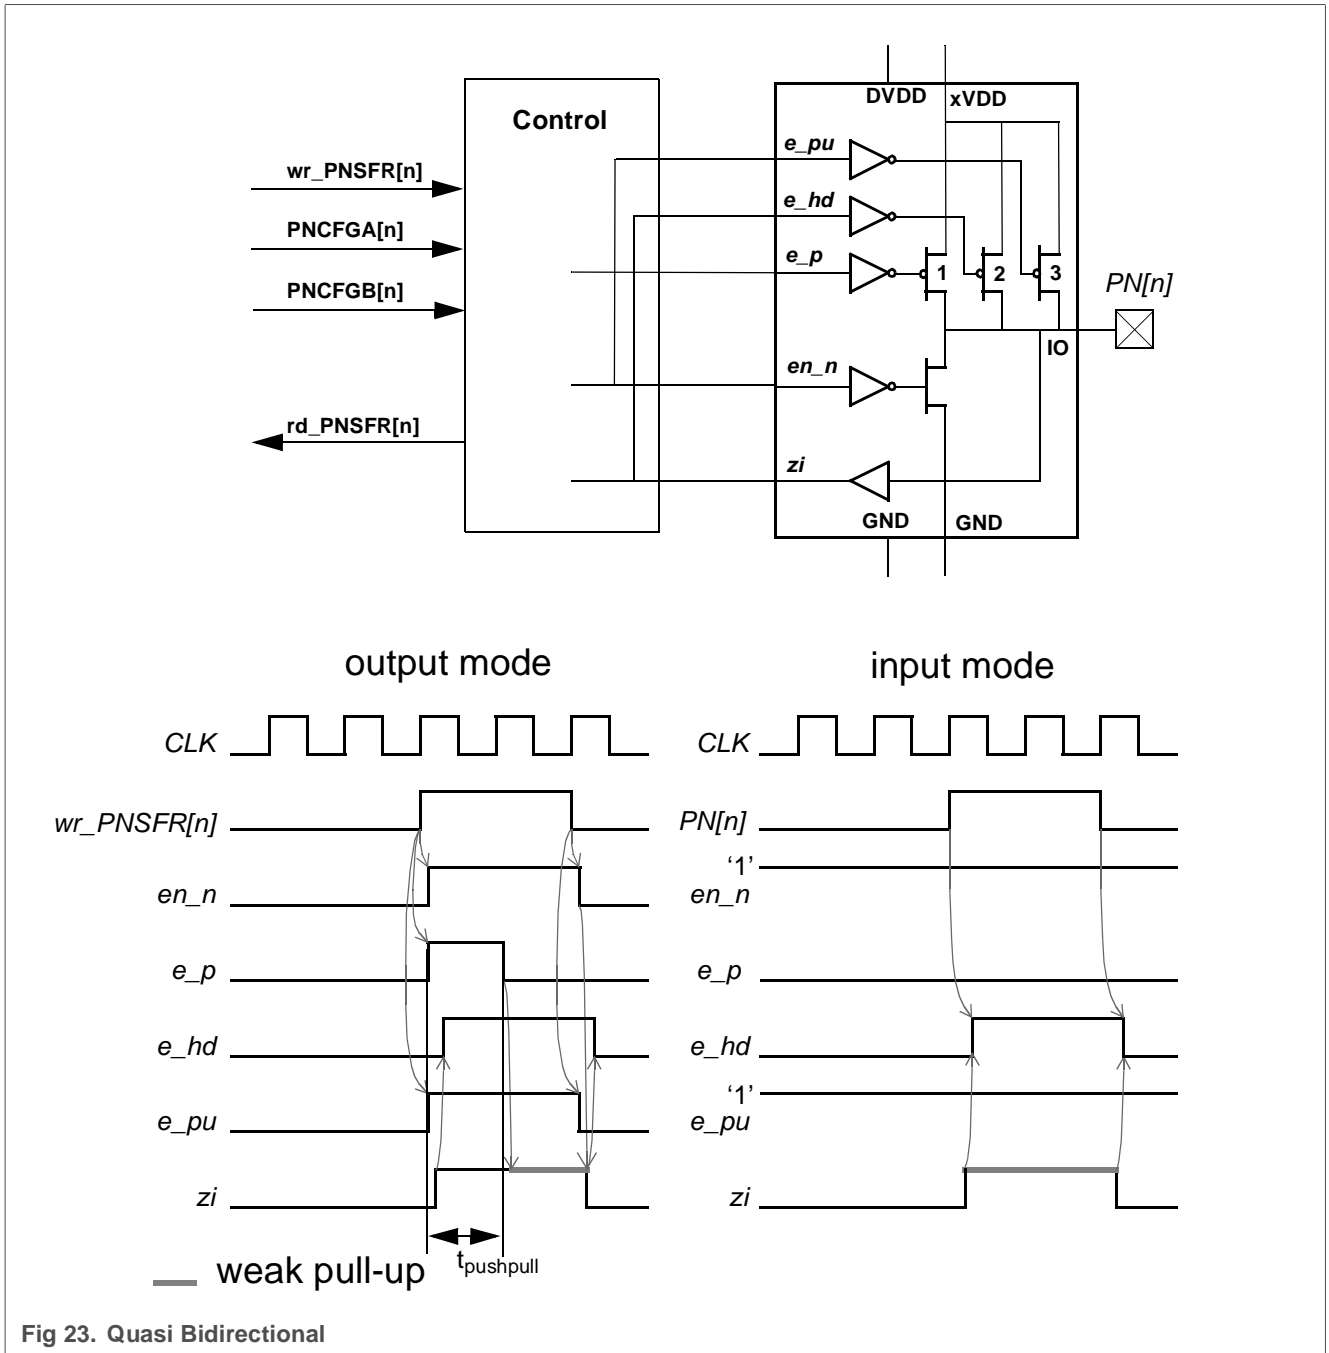 DVDD xVDD
Control
e_pu
wr_PNSFR[n]
e_hd
PNCFGA[n]
e_p
1 2 3
PN[n]
PNCFGB[n]
IO
en_n
rd_PNSFR[n]
zi
GND GND
output mode
input mode
CLK
wr_PNSFR[n]
en_n
e_p
e_hd
e_pu
zi
tpushpull
weak pull-up
CLK
PN[n]
‘1’
en_n
e_p
e_hd
‘1’
e_pu
zi
Fig 23. Quasi Bidirectional